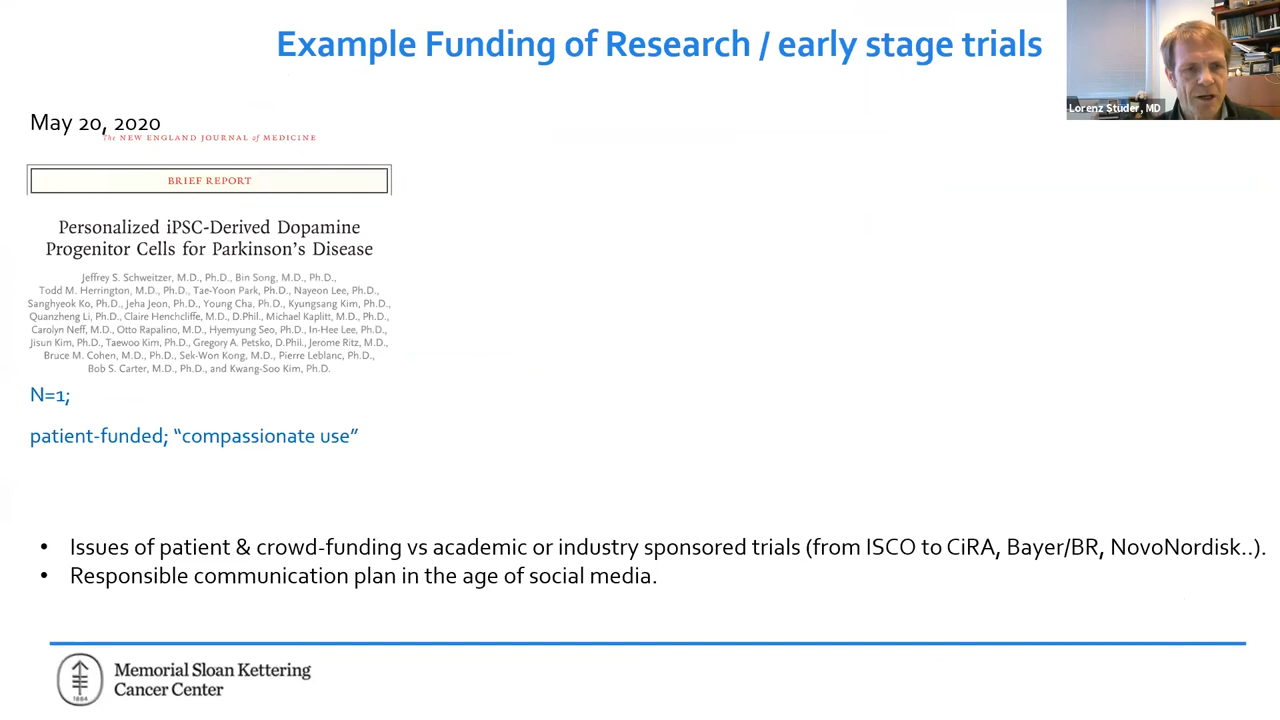 Example Funding of Research / early stage trials
Lorenz Studer, MD
May 20, 2020
The NEW ENGLAND JOURNAL of MEDICINE
BRIEF REPORT
Personalized iPSC-Derived Dopamine
Progenitor Cells for Parkinson's Disease
Jeffrey S. Schweitzer, M.D., Ph.D., Bin Song, M.D., Ph.D.,
Todd M. Herrington, M.D., Ph.D., Tae-Yoon Park, Ph.D., Nayeon Lee, Ph.D.,
Sanghyeok Ko, Ph.D., Jeha Jeon, Ph.D., Young Cha, Ph.D., Kyungsang Kim, Ph.D.,
Quanzheng Li, Ph.D., Claire Henchcliffe, M.D., D.Phil., Michael Kaplitt, M.D., Ph.D.,
Carolyn Neff, M.D., Otto Rapalino, M.D., Hyemyung Seo, Ph.D., In-Hee Lee, Ph.D.,
Jisun Kim, Ph.D., Taewoo Kim, Ph.D., Gregory A. Petsko, D.Phil., Jerome Ritz, M.D.,
Bruce M. Cohen, M.D., Ph.D., Sek-Won Kong, M.D., Pierre Leblanc, Ph.D.,
Bob S. Carter, M.D., Ph.D., and Kwang-Soo Kim, Ph.D.
N=1;
patient-funded; “compassionate use”
• Issues of patient & crowd-funding vs academic or industry sponsored trials (from ISCO to CiRA, Bayer/BR, NovoNordisk..).
• Responsible communication plan in the age of social media.
1884
Memorial Sloan Kettering
Cancer Center